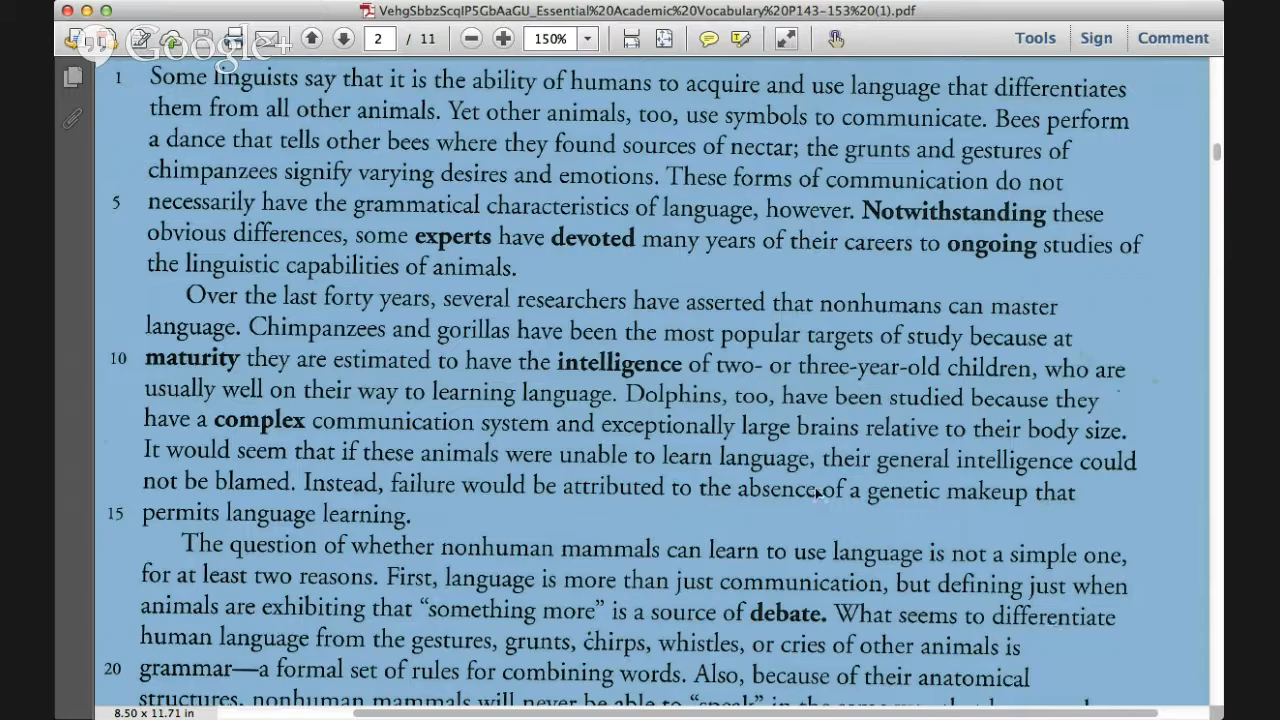 VehgSbbzScqIP5GbAaGU_Essential%20Academic%20Vocabulary%20P143-153%20(1).pdf
Google+
2 / 11 150% Tools Sign Comment
1 Some linguists say that it is the ability of humans to acquire and use language that differentiates
them from all other animals. Yet other animals, too, use symbols to communicate. Bees perform
a dance that tells other bees where they found sources of nectar; the grunts and gestures of
chimpanzees signify varying desires and emotions. These forms of communication do not
5 necessarily have the grammatical characteristics of language, however. Notwithstanding these
obvious differences, some experts have devoted many years of their careers to ongoing studies of
the linguistic capabilities of animals.
Over the last forty years, several researchers have asserted that nonhumans can master
language. Chimpanzees and gorillas have been the most popular targets of study because at
10 maturity they are estimated to have the intelligence of two- or three-year-old children, who are
usually well on their way to learning language. Dolphins, too, have been studied because they
have a complex communication system and exceptionally large brains relative to their body size.
It would seem that if these animals were unable to learn language, their general intelligence could
not be blamed. Instead, failure would be attributed to the absence of a genetic makeup that
15 permits language learning.
The question of whether nonhuman mammals can learn to use language is not a simple one,
for at least two reasons. First, language is more than just communication, but defining just when
animals are exhibiting that “something more” is a source of debate. What seems to differentiate
human language from the gestures, grunts, chirps, whistles, or cries of other animals is
20 grammar—a formal set of rules for combining words. Also, because of their anatomical
structures, nonhuman mammals will never be able to “speak” in the same
8.50 x 11.71 in